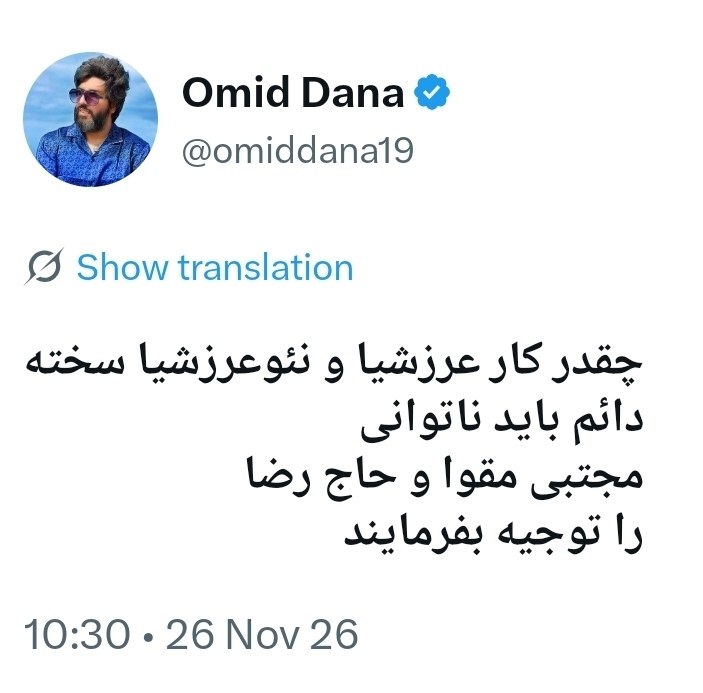 Omid Dana
@omiddana19
Show translation
چقدر کار عرزشیا و نئوعرزشیا سخته
دائم باید ناتوانی
مجتبی مقوا و حاج رضا
را توجیه بفرمایند
10:30 • 26 Nov 26